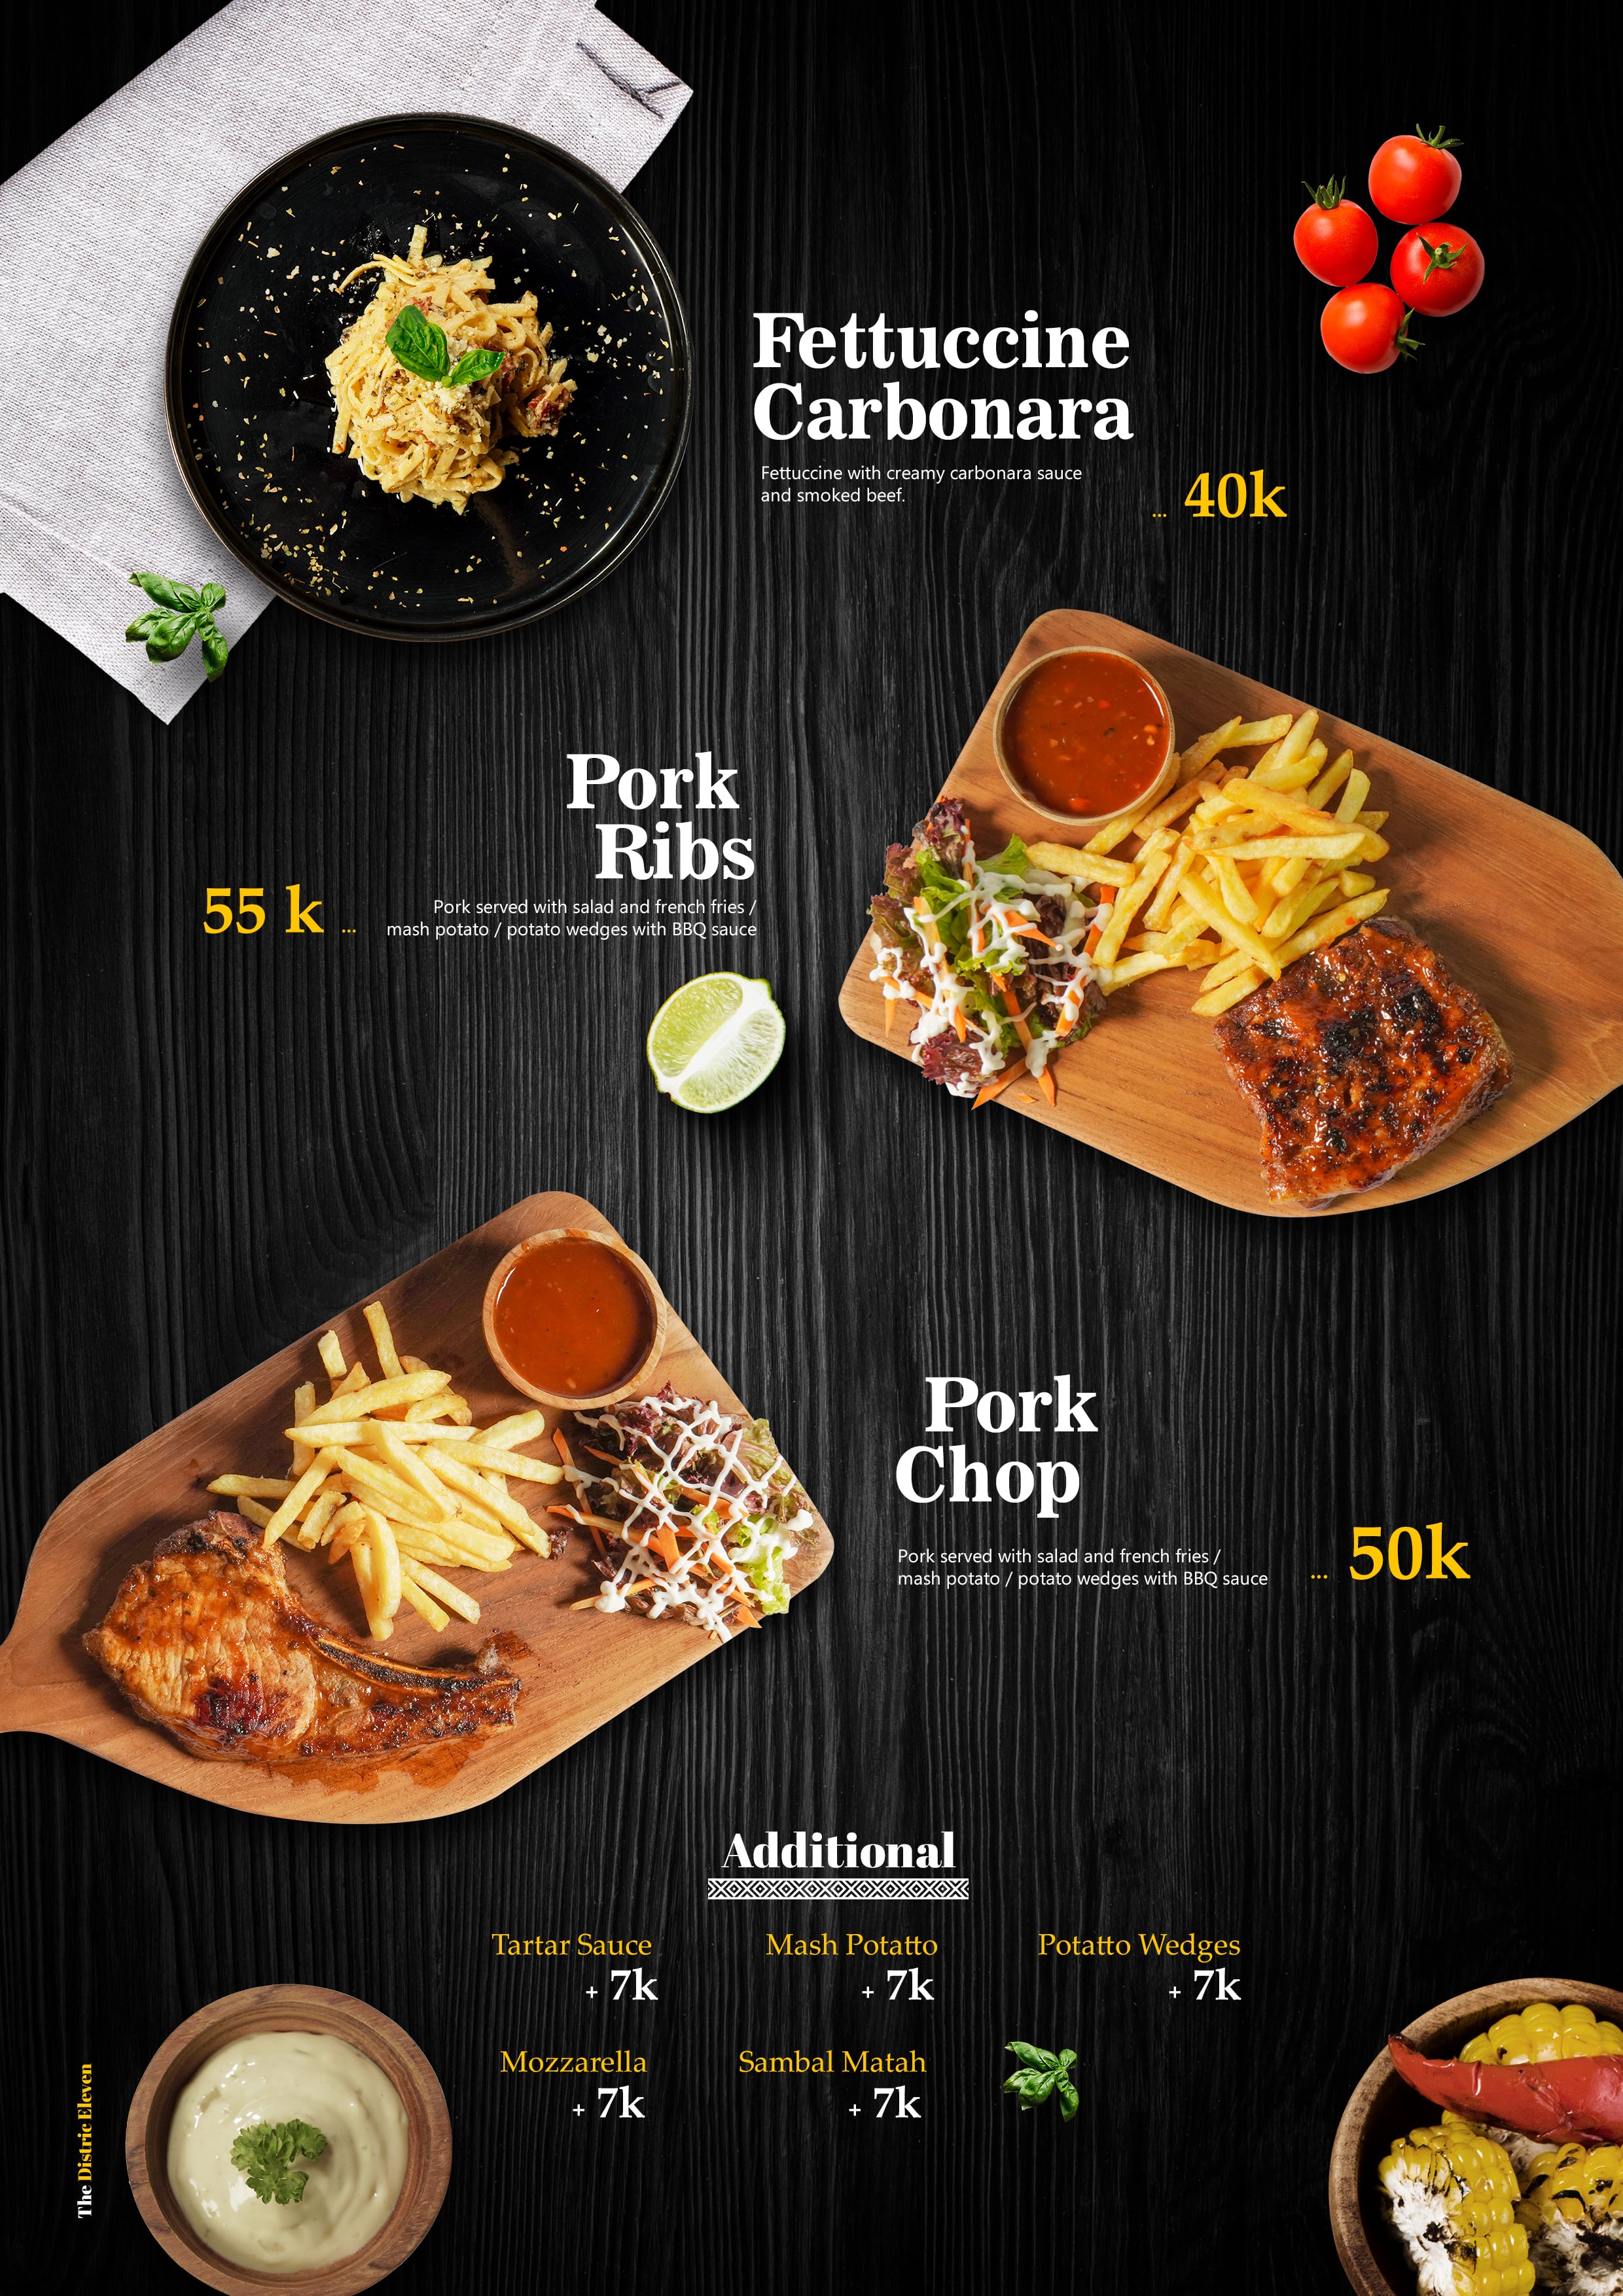 Fettuccine
Carbonara
Fettuccine with creamy carbonara sauce
and smoked beef.
... 40k
Pork
Ribs
55 k ...
Pork served with salad and french fries /
mash potato / potato wedges with BBQ sauce
Pork
Chop
Pork served with salad and french fries /
mash potato / potato wedges with BBQ sauce
... 50k
Additional
Tartar Sauce
+ 7k
Mash Potatto
+ 7k
Potatto Wedges
+ 7k
Mozzarella
+ 7k
Sambal Matah
+ 7k
The Distric Eleven